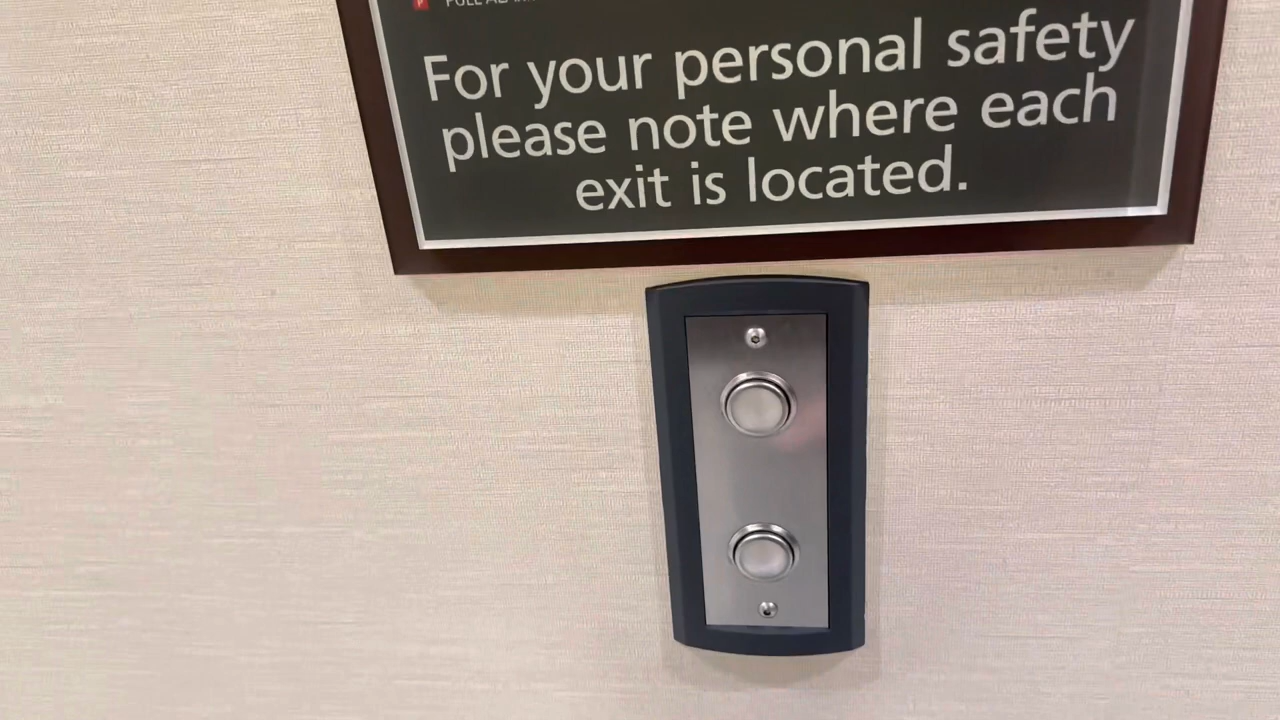 For your personal safety
please note where each
exit is located.